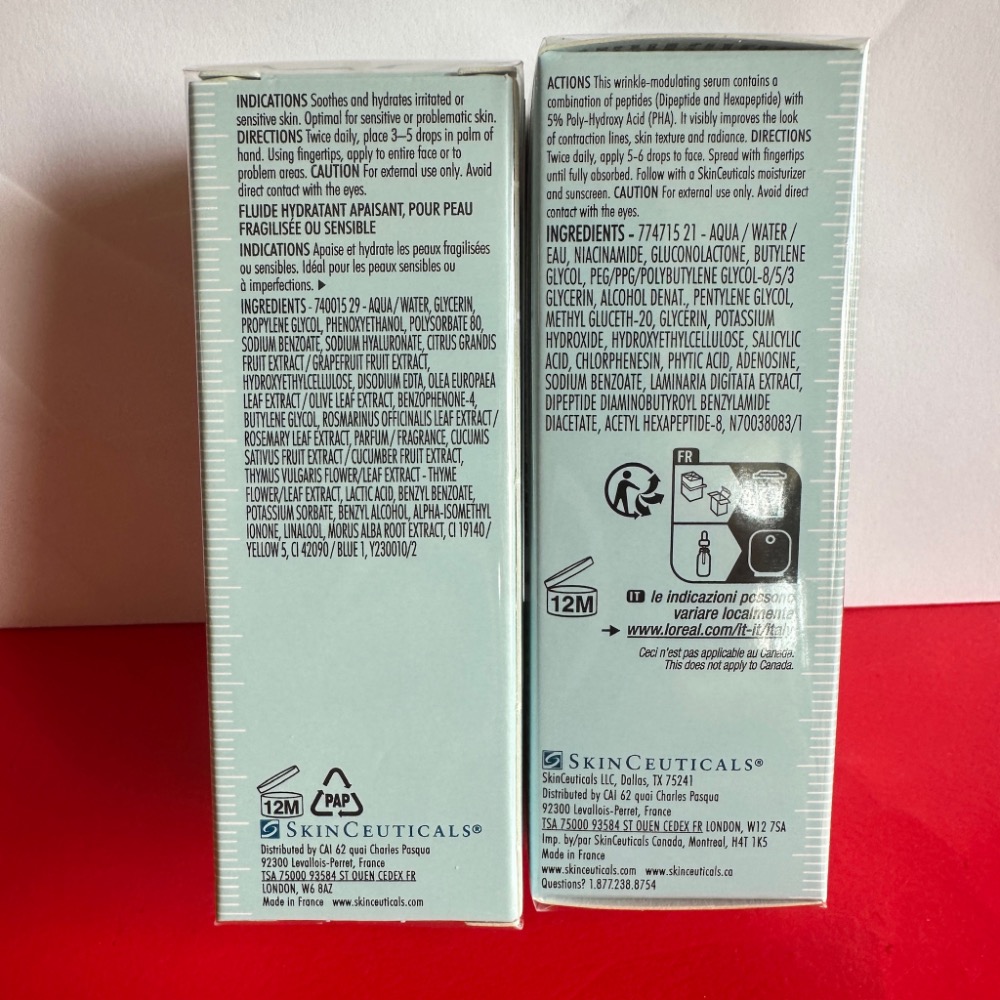 INDICATIONS Soothes and hydrates irritated or
sensitive skin. Optimal for sensitive or problematic skin.
DIRECTIONS Twice daily, place 3–5 drops in palm of
hand. Using fingertips, apply to entire face or to
problem areas. CAUTION For external use only. Avoid
direct contact with the eyes.
FLUIDE HYDRATANT APAISANT, POUR PEAU
FRAGILISÉE OU SENSIBLE
INDICATIONS Apaise et hydrate les peaux fragilisées
ou sensibles. Idéal pour les peaux sensibles ou
à imperfections. ▶
INGREDIENTS - 740015 29 - AQUA / WATER, GLYCERIN,
PROPYLENE GLYCOL, PHENOXYETHANOL, POLYSORBATE 80,
SODIUM BENZOATE, SODIUM HYALURONATE, CITRUS GRANDIS
FRUIT EXTRACT / GRAPEFRUIT FRUIT EXTRACT,
HYDROXYETHYLCELLULOSE, DISODIUM EDTA, OLEA EUROPAEA
LEAF EXTRACT / OLIVE LEAF EXTRACT, BENZOPHENONE-4,
BUTYLENE GLYCOL, ROSMARINUS OFFICINALIS LEAF EXTRACT /
ROSEMARY LEAF EXTRACT, PARFUM / FRAGRANCE, CUCUMIS
SATIVUS FRUIT EXTRACT / CUCUMBER FRUIT EXTRACT,
THYMUS VULGARIS FLOWER/LEAF EXTRACT - THYME
FLOWER/LEAF EXTRACT, LACTIC ACID, BENZYL BENZOATE,
POTASSIUM SORBATE, BENZYL ALCOHOL, ALPHA-ISOMETHYL
IONONE, LINALOOL, MORUS ALBA ROOT EXTRACT, CI 19140 /
YELLOW 5, CI 42090 / BLUE 1, Y230010/2
12M
PAP
SKINCEUTICALS®
Distributed by CAI 62 quai Charles Pasqua
92300 Levallois-Perret, France
TSA 75000 93584 ST OUEN CEDEX FR
LONDON, W6 8AZ
Made in France www.skinceuticals.com
ACTIONS This wrinkle-modulating serum contains a
combination of peptides (Dipeptide and Hexapeptide) with
5% Poly-Hydroxy Acid (PHA). It visibly improves the look
of contraction lines, skin texture and radiance. DIRECTIONS
Twice daily, apply 5-6 drops to face. Spread with fingertips
until fully absorbed. Follow with a SkinCeuticals moisturizer
and sunscreen. CAUTION For external use only. Avoid direct
contact with the eyes.
INGREDIENTS - 774715 21 - AQUA / WATER /
EAU, NIACINAMIDE, GLUCONOLACTONE, BUTYLENE
GLYCOL, PEG/PPG/POLYBUTYLENE GLYCOL-8/5/3
GLYCERIN, ALCOHOL DENAT., PENTYLENE GLYCOL,
METHYL GLUCETH-20, GLYCERIN, POTASSIUM
HYDROXIDE, HYDROXYETHYLCELLULOSE, SALICYLIC
ACID, CHLORPHENESIN, PHYTIC ACID, ADENOSINE,
SODIUM BENZOATE, LAMINARIA DIGITATA EXTRACT,
DIPEPTIDE DIAMINOBUTYROYL BENZYLAMIDE
DIACETATE, ACETYL HEXAPEPTIDE-8, N70038083/1
FR
12M
IT le indicazioni possono
variare localmente
→ www.loreal.com/it-it/italy
Ceci n'est pas applicable au Canada.
This does not apply to Canada.
SKINCEUTICALS®
SkinCeuticals LLC, Dallas, TX 75241
Distributed by CAI 62 quai Charles Pasqua
92300 Levallois-Perret, France
TSA 75000 93584 ST OUEN CEDEX FR LONDON, W12 7SA
Imp. by/par SkinCeuticals Canada, Montreal, H4T 1K5
Made in France
www.skinceuticals.com www.skinceuticals.ca
Questions? 1.877.238.8754